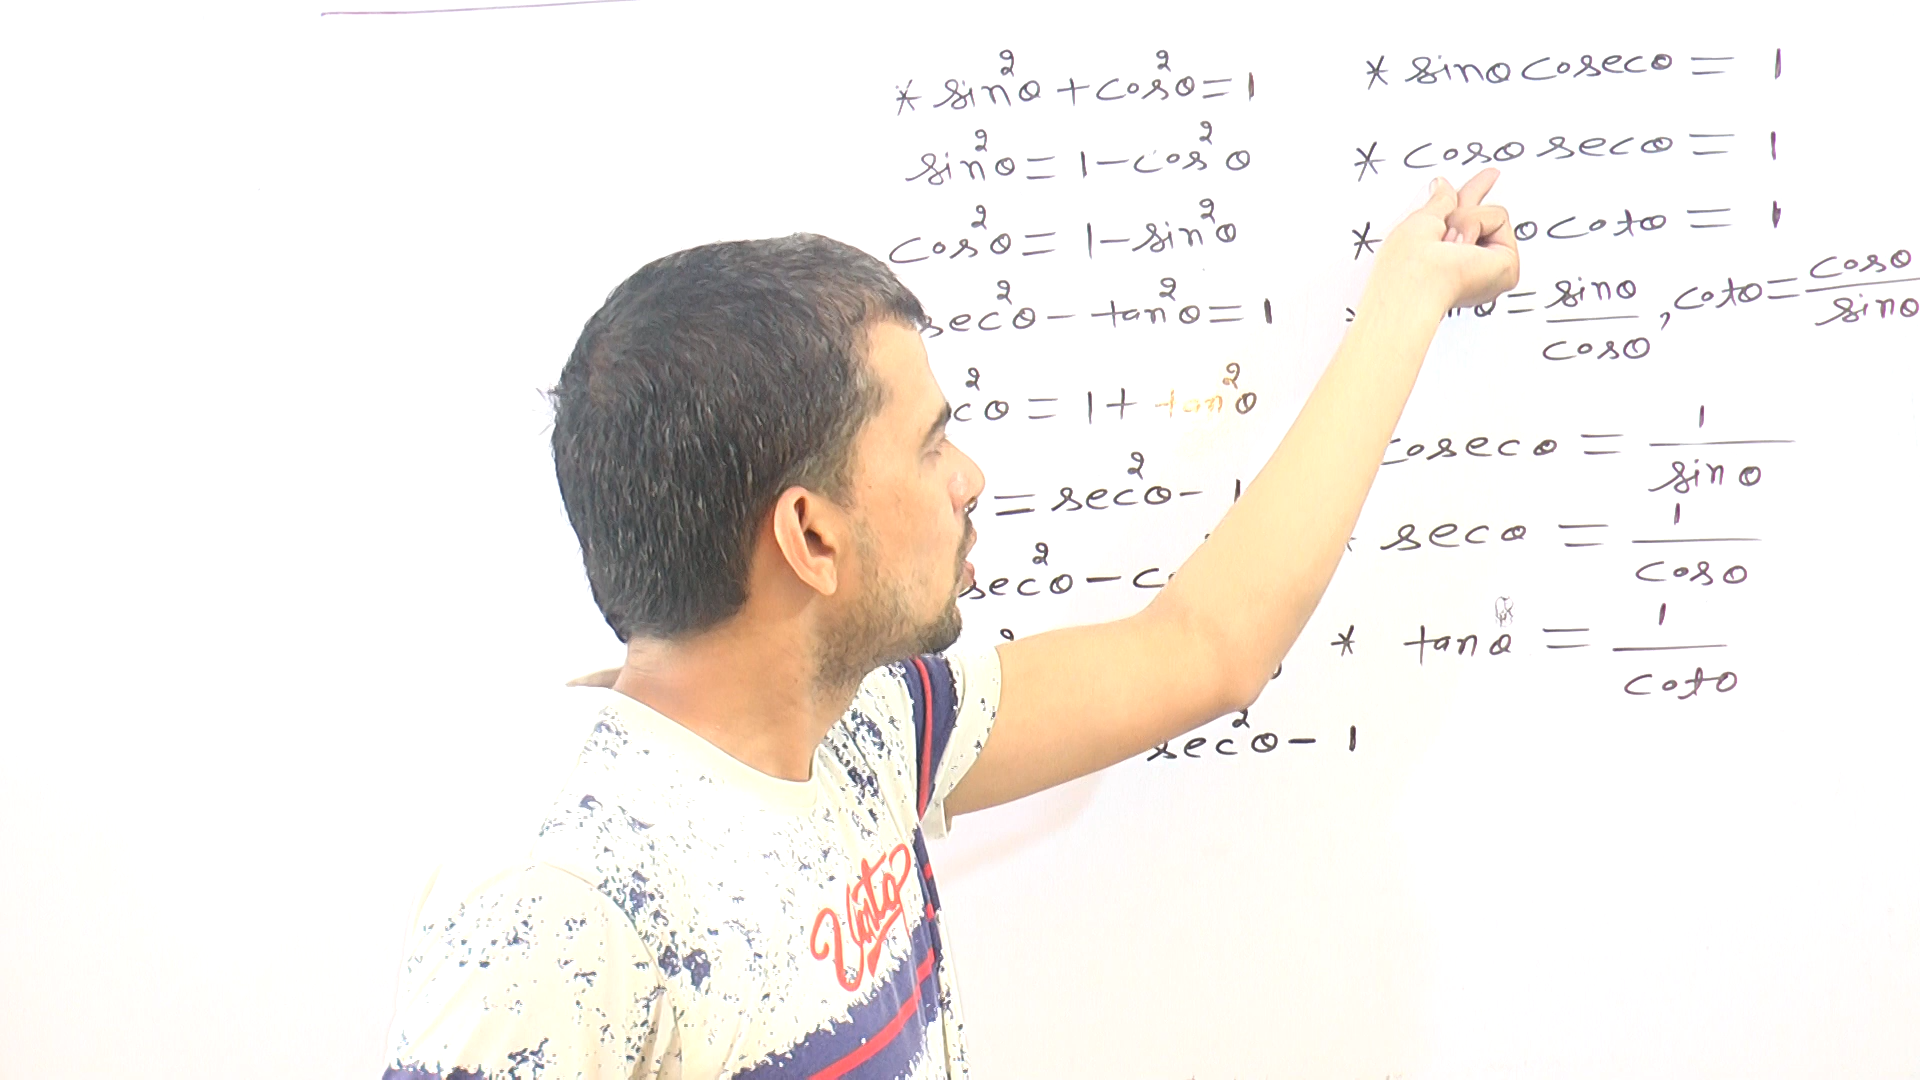 * sin²θ + cos²θ = 1
sin²θ = 1 - cos²θ
cos²θ = 1 - sin²θ
sec²θ - tan²θ = 1
c²θ = 1 + tan²θ
= sec²θ - 1
sec²θ - c
sec²θ - 1
* sinθ cosecθ = 1
* cosθ secθ = 1
* θ cotθ = 1
nθ = sinθ/cosθ, cotθ = cosθ/sinθ
cosecθ = 1/sinθ
* secθ = 1/cosθ
* tanθ = 1/cotθ